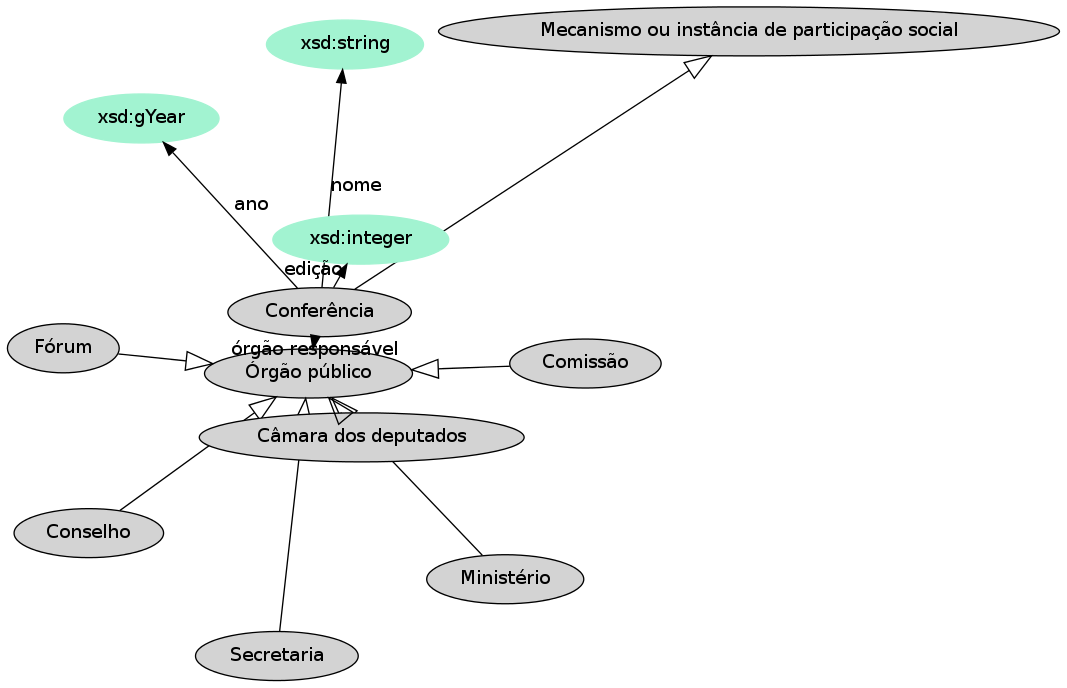 Mecanismo ou instância de participação social
xsd:string
xsd:gYear
nome
ano
xsd:integer
edição
Conferência
Fórum
órgão responsável
Comissão
Órgão público
Câmara dos deputados
Conselho
Ministério
Secretaria